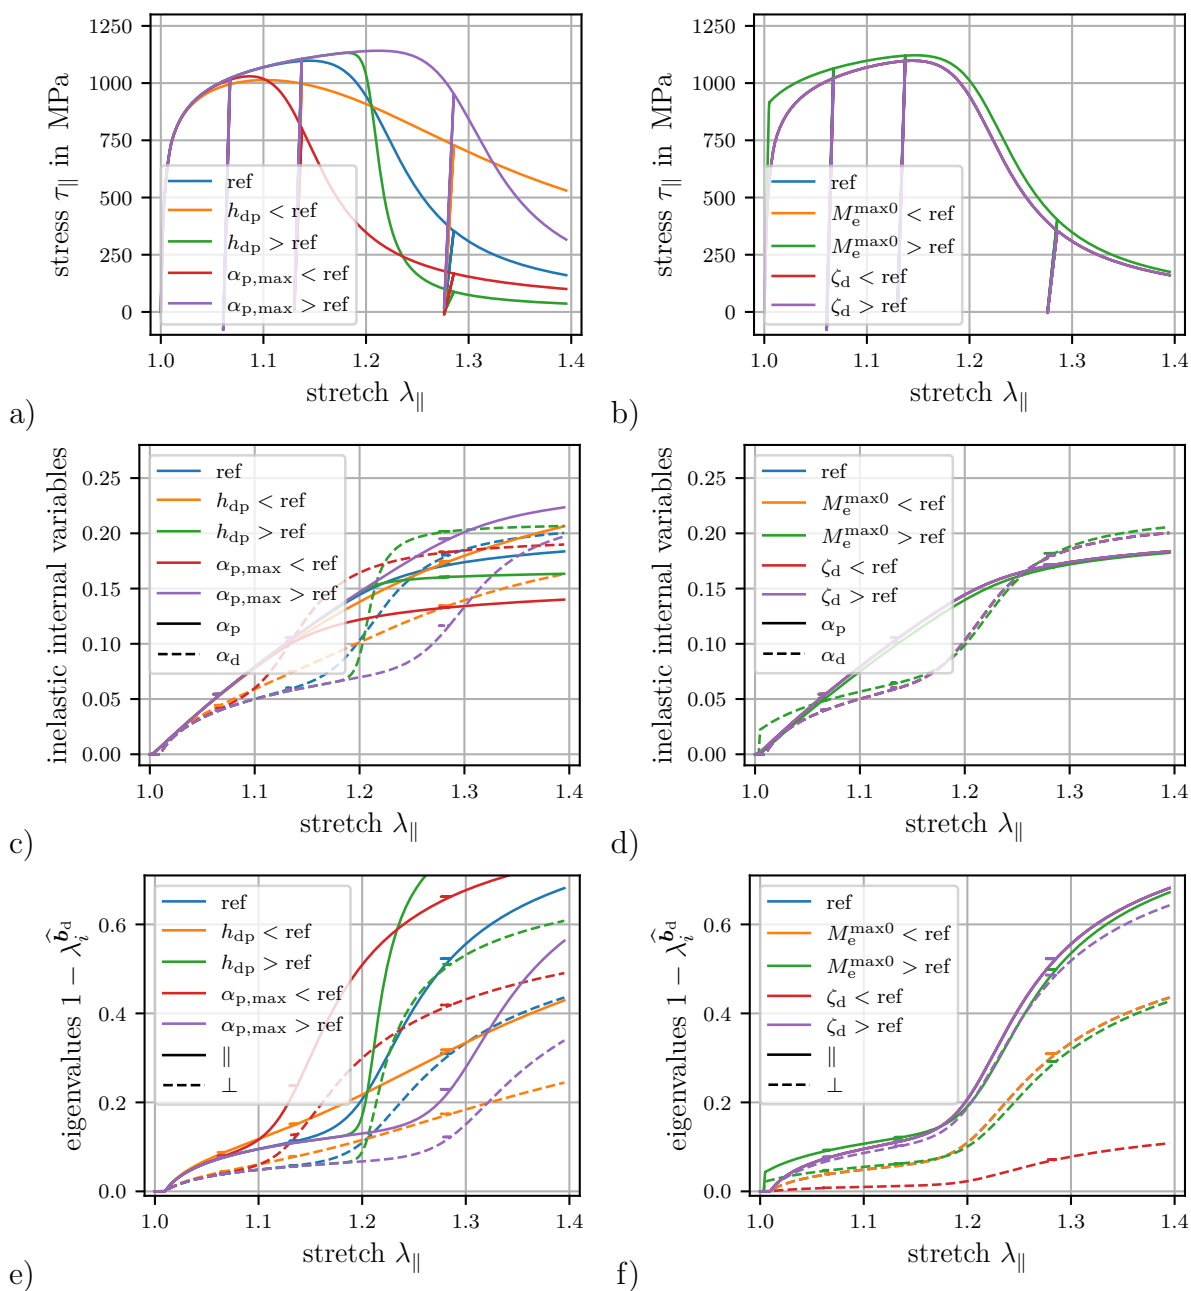 1250
1000
750
500
250
0
stress τ∥ in MPa
ref
h_dp < ref
h_dp > ref
α_p,max < ref
α_p,max > ref
1.0 1.1 1.2 1.3 1.4
stretch λ∥
a)
1250
1000
750
500
250
0
stress τ∥ in MPa
ref
M_e^max0 < ref
M_e^max0 > ref
ζ_d < ref
ζ_d > ref
1.0 1.1 1.2 1.3 1.4
stretch λ∥
b)
0.25
0.20
0.15
0.10
0.05
0.00
inelastic internal variables
ref
h_dp < ref
h_dp > ref
α_p,max < ref
α_p,max > ref
α_p
α_d
1.0 1.1 1.2 1.3 1.4
stretch λ∥
c)
0.25
0.20
0.15
0.10
0.05
0.00
inelastic internal variables
ref
M_e^max0 < ref
M_e^max0 > ref
ζ_d < ref
ζ_d > ref
α_p
α_d
1.0 1.1 1.2 1.3 1.4
stretch λ∥
d)
0.6
0.4
0.2
0.0
eigenvalues 1 − λ_i^b̂_d
ref
h_dp < ref
h_dp > ref
α_p,max < ref
α_p,max > ref
∥
⊥
1.0 1.1 1.2 1.3 1.4
stretch λ∥
e)
0.6
0.4
0.2
0.0
eigenvalues 1 − λ_i^b̂_d
ref
M_e^max0 < ref
M_e^max0 > ref
ζ_d < ref
ζ_d > ref
∥
⊥
1.0 1.1 1.2 1.3 1.4
stretch λ∥
f)